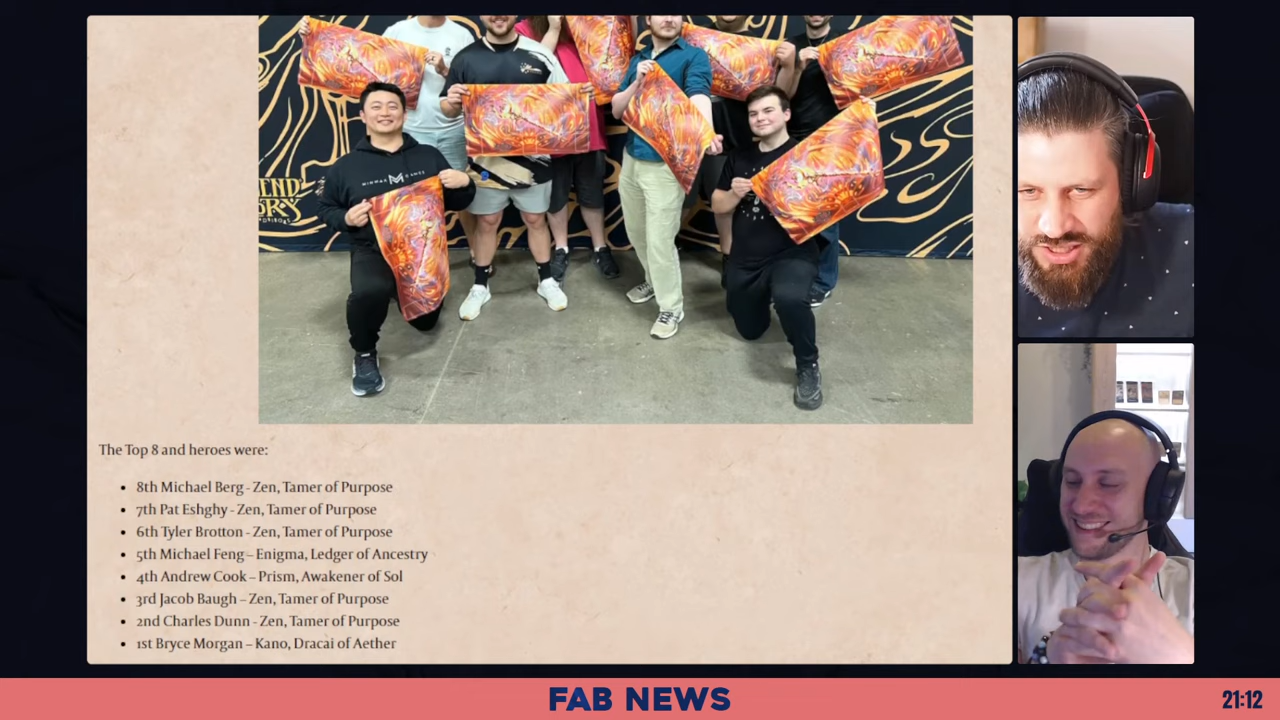 The Top 8 and heroes were:
• 8th Michael Berg - Zen, Tamer of Purpose
• 7th Pat Eshghy - Zen, Tamer of Purpose
• 6th Tyler Brotton - Zen, Tamer of Purpose
• 5th Michael Feng – Enigma, Ledger of Ancestry
• 4th Andrew Cook – Prism, Awakener of Sol
• 3rd Jacob Baugh – Zen, Tamer of Purpose
• 2nd Charles Dunn - Zen, Tamer of Purpose
• 1st Bryce Morgan – Kano, Dracai of Aether
FAB NEWS
21:12